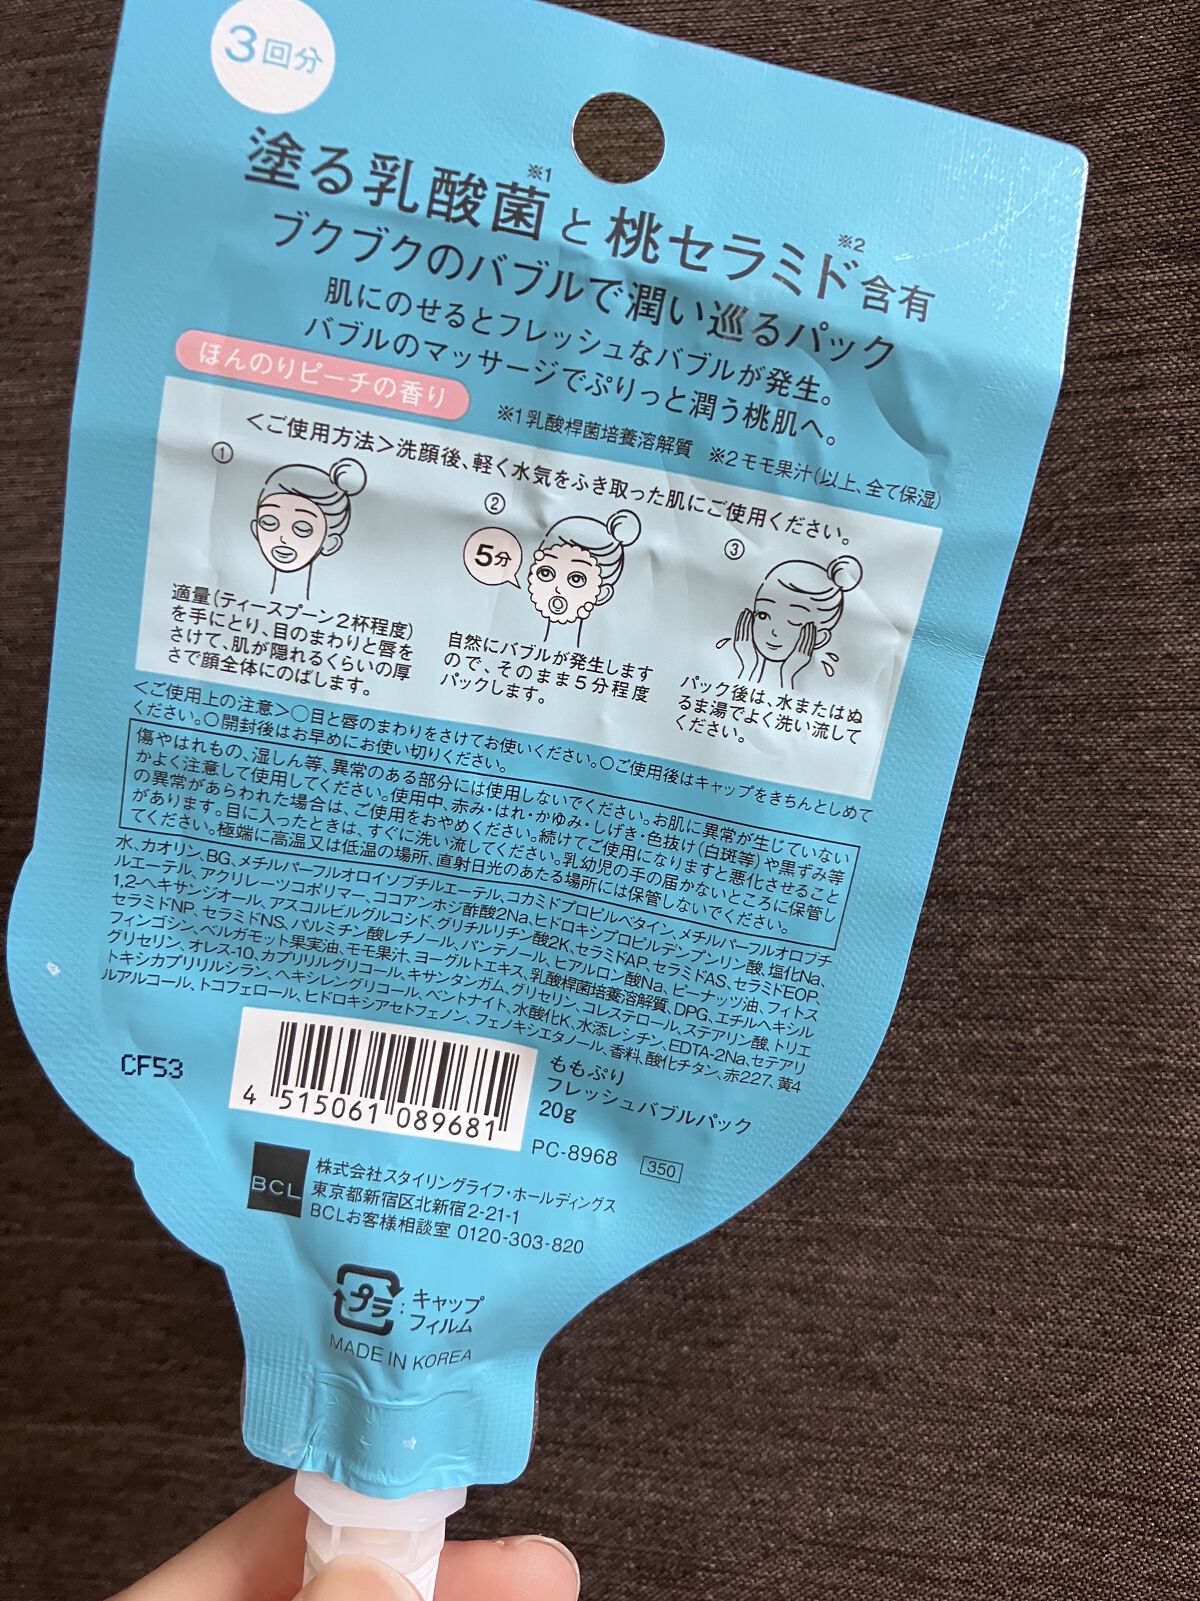 3回分
塗る乳酸菌※1と桃セラミド※2含有
ブクブクのバブルで潤い巡るパック
肌にのせるとフレッシュなバブルが発生。
バブルのマッサージでぷりっと潤う桃肌へ。
ほんのりピーチの香り
※1 乳酸桿菌培養溶解質 ※2 モモ果汁(以上、全て保湿)
<ご使用方法>洗顔後、軽く水気をふき取った肌にご使用ください。
①
適量(ティースプーン2杯程度)
を手にとり、目のまわりと唇を
さけて、肌が隠れるくらいの厚
さで顔全体にのばします。
②
5分
自然にバブルが発生します
ので、そのまま5分程度
パックします。
③
パック後は、水またはぬ
るま湯でよく洗い流して
ください。
<ご使用上の注意>○目と唇のまわりをさけてお使いください。○ご使用後はキャップをきちんとしめて
ください。○開封後はお早めにお使い切りください。
傷やはれもの、湿しん等、異常のある部分には使用しないでください。お肌に異常が生じていない
かよく注意して使用してください。使用中、赤み・はれ・かゆみ・しげき・色抜け(白斑等)や黒ずみ等
の異常があらわれた場合は、ご使用をおやめください。続けてご使用になりますと悪化させること
があります。目に入ったときは、すぐに洗い流してください。乳幼児の手の届かないところに保管し
てください。極端に高温又は低温の場所、直射日光のあたる場所には保管しないでください。
水、カオリン、BG、メチルパーフルオロイソブチルエーテル、コカミドプロピルベタイン、メチルパーフルオロブチ
ルエーテル、アクリレーツコポリマー、ココアンホジ酢酸2Na、ヒドロキシプロピルデンプンリン酸、塩化Na、
1,2-ヘキサンジオール、アスコルビルグルコシド、グリチルリチン酸2K、セラミドAP、セラミドAS、セラミドEOP、
セラミドNP、セラミドNS、パルミチン酸レチノール、パンテノール、ヒアルロン酸Na、ピーナッツ油、フィトス
フィンゴシン、ベルガモット果実油、モモ果汁、ヨーグルトエキス、乳酸桿菌培養溶解質、DPG、エチルヘキシル
グリセリン、オレス-10、カプリリルグリコール、キサンタンガム、グリセリン、コレステロール、ステアリン酸、トリエ
トキシカプリリルシラン、ヘキシレングリコール、ベントナイト、水酸化K、水添レシチン、EDTA-2Na、セテアリ
ルアルコール、トコフェロール、ヒドロキシアセトフェノン、フェノキシエタノール、香料、酸化チタン、赤227、黄4
CF53
4 515061 089681
ももぷり
フレッシュバブルパック
20g
PC-8968 350
BCL
株式会社スタイリングライフ・ホールディングス
東京都新宿区北新宿2-21-1
BCLお客様相談室 0120-303-820
プラ:キャップ
フィルム
MADE IN KOREA